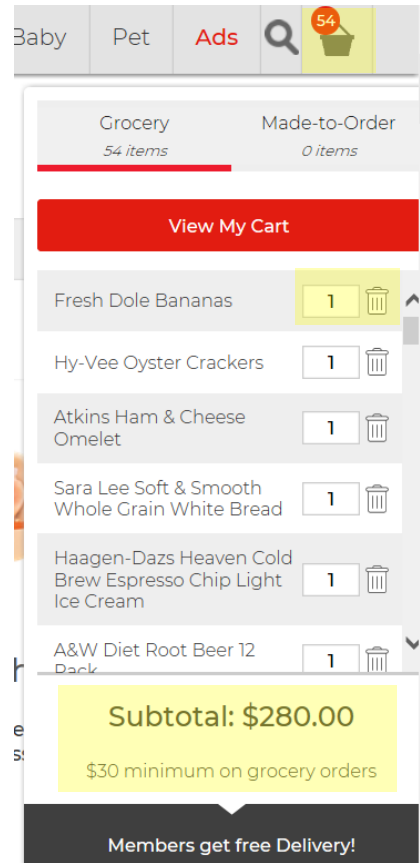 Baby Pet Ads 54
Grocery Made-to-Order
54 items 0 items
View My Cart
Fresh Dole Bananas 1
Hy-Vee Oyster Crackers 1
Atkins Ham & Cheese
Omelet
1
Sara Lee Soft & Smooth
Whole Grain White Bread
1
Haagen-Dazs Heaven Cold
Brew Espresso Chip Light
Ice Cream
1
A&W Diet Root Beer 12
Pack
1
Subtotal: $280.00
$30 minimum on grocery orders
Members get free Delivery!